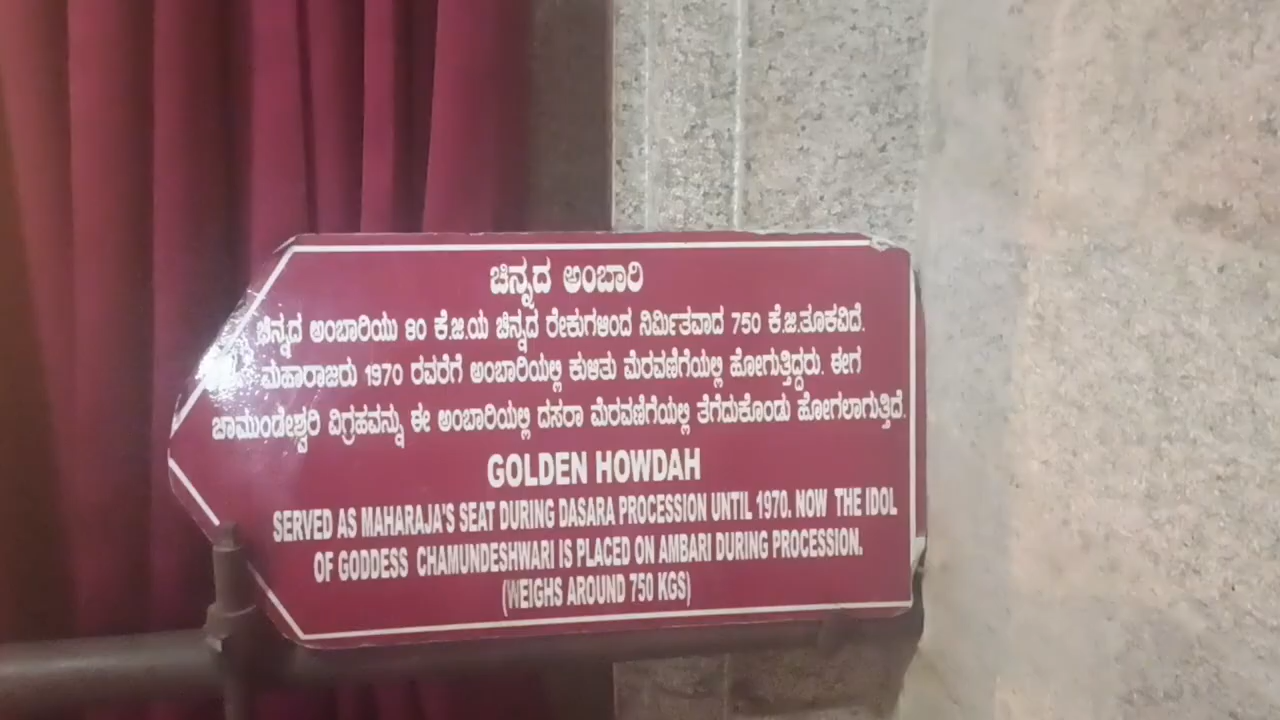 ಚಿನ್ನದ ಅಂಬಾರಿ
ಚಿನ್ನದ ಅಂಬಾರಿಯು 80 ಕೆ.ಜಿ.ಯ ಚಿನ್ನದ ರೇಕುಗಳಿಂದ ನಿರ್ಮಿತವಾದ 750 ಕೆ.ಜಿ.ತೂಕವಿದೆ.
ಮಹಾರಾಜರು 1970 ರವರೆಗೆ ಅಂಬಾರಿಯಲ್ಲಿ ಕುಳಿತು ಮೆರವಣಿಗೆಯಲ್ಲಿ ಹೋಗುತ್ತಿದ್ದರು. ಈಗ
ಚಾಮುಂಡೇಶ್ವರಿ ವಿಗ್ರಹವನ್ನು ಈ ಅಂಬಾರಿಯಲ್ಲಿ ದಸರಾ ಮೆರವಣಿಗೆಯಲ್ಲಿ ತೆಗೆದುಕೊಂಡು ಹೋಗಲಾಗುತ್ತಿದೆ.
GOLDEN HOWDAH
SERVED AS MAHARAJA'S SEAT DURING DASARA PROCESSION UNTIL 1970. NOW THE IDOL
OF GODDESS CHAMUNDESHWARI IS PLACED ON AMBARI DURING PROCESSION.
(WEIGHS AROUND 750 KGS)